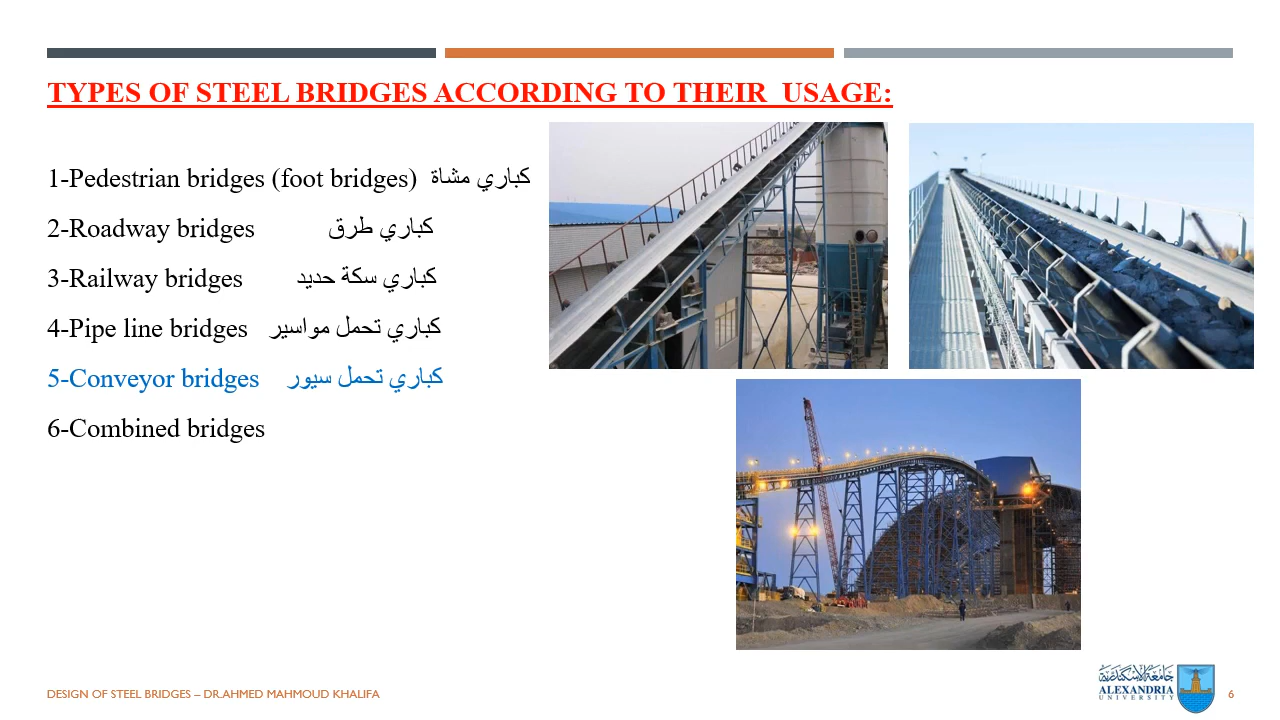 TYPES OF STEEL BRIDGES ACCORDING TO THEIR USAGE:
1-Pedestrian bridges (foot bridges) كباري مشاة
2-Roadway bridges كباري طرق
3-Railway bridges كباري سكة حديد
4-Pipe line bridges كباري تحمل مواسير
5-Conveyor bridges كباري تحمل سيور
6-Combined bridges
DESIGN OF STEEL BRIDGES – DR.AHMED MAHMOUD KHALIFA
جامعة الإسكندرية
ALEXANDRIA
UNIVERSITY
6